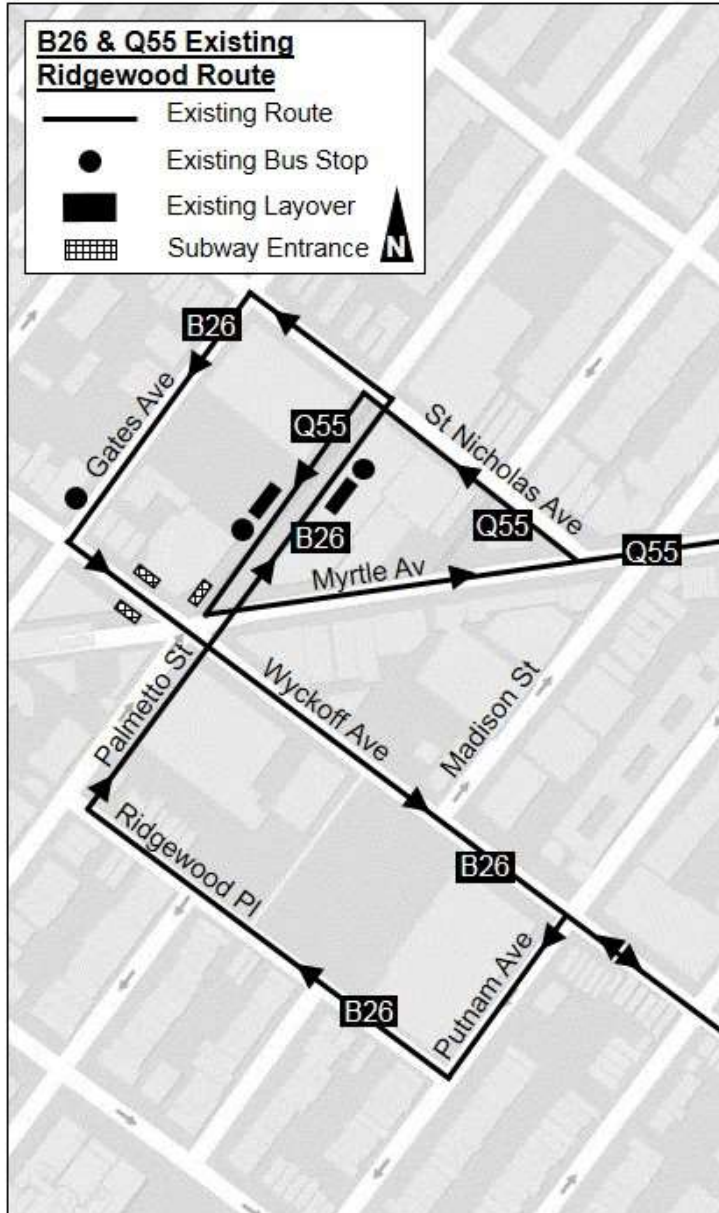 B26 & Q55 Existing
Ridgewood Route
Existing Route
Existing Bus Stop
Existing Layover
Subway Entrance
N
B26
Gates Ave
Q55
St Nicholas Ave
B26
Q55
Q55
Myrtle Av
Palmetto St
Wyckoff Ave
Madison St
Ridgewood Pl
B26
Putnam Ave
B26